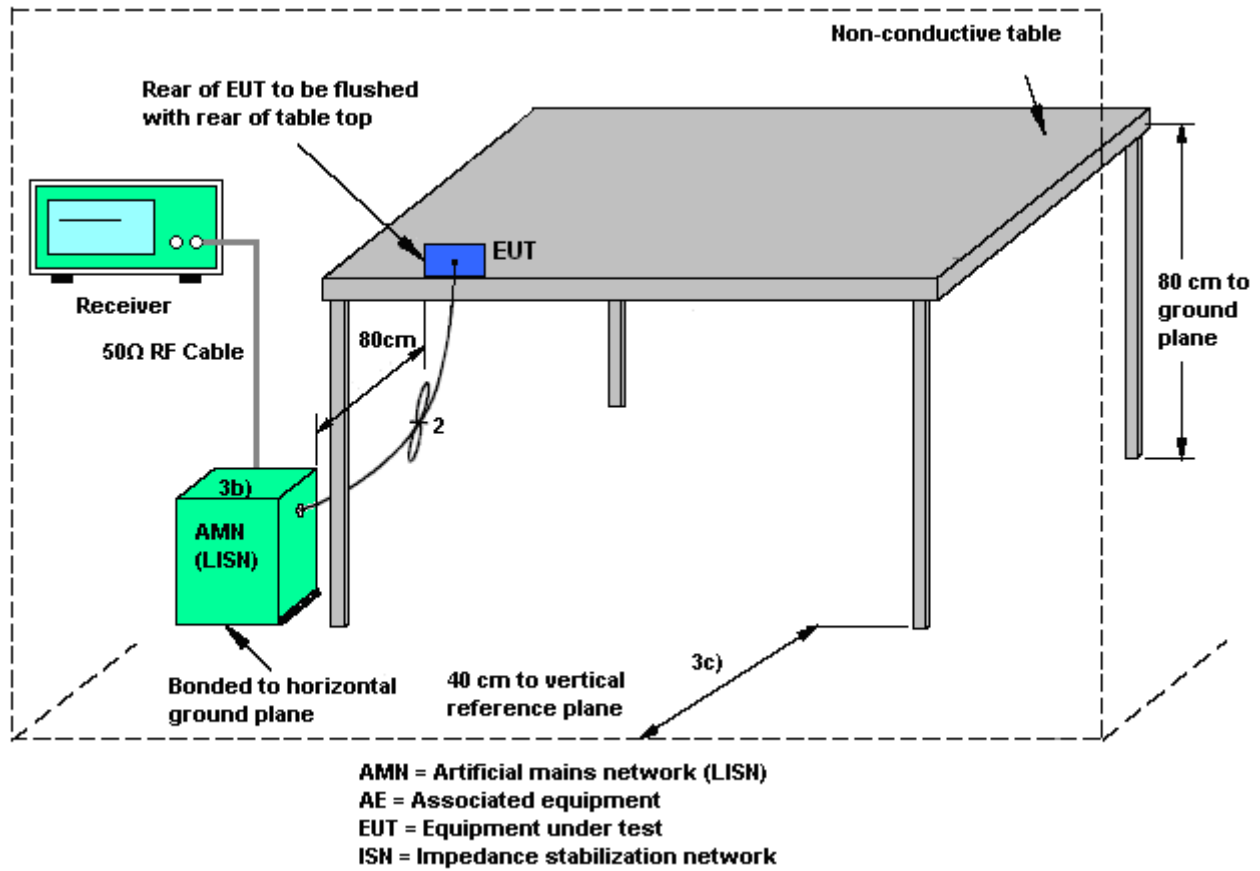 Non-conductive table
Rear of EUT to be flushed
with rear of table top
EUT
Receiver
80 cm to
ground
plane
80cm
50Ω RF Cable
2
3b)
AMN
(LISN)
3c)
Bonded to horizontal
ground plane
40 cm to vertical
reference plane
AMN = Artificial mains network (LISN)
AE = Associated equipment
EUT = Equipment under test
ISN = Impedance stabilization network